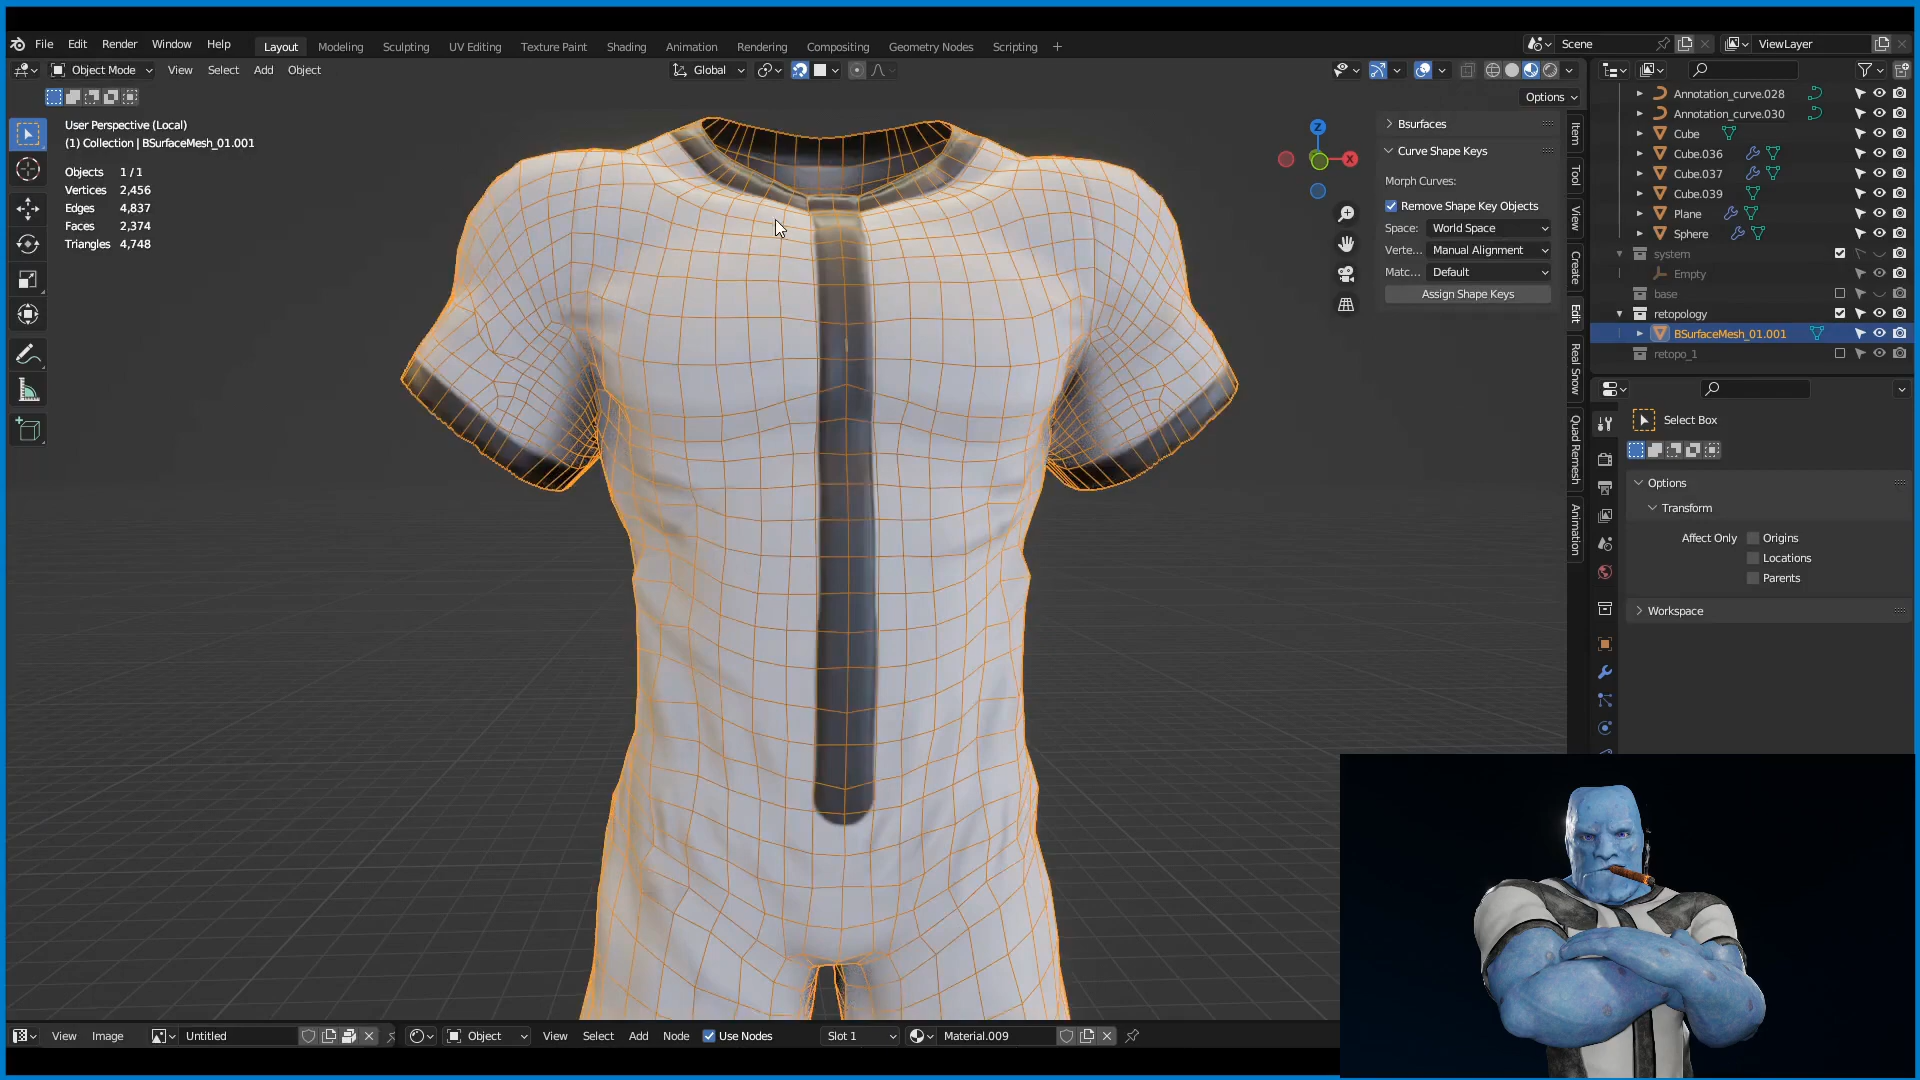 File Edit Render Window Help Layout Modeling Sculpting UV Editing Texture Paint Shading Animation Rendering Compositing Geometry Nodes Scripting + Scene ViewLayer
Object Mode View Select Add Object Global
Options
User Perspective (Local)
(1) Collection | BSurfaceMesh_01.001
Objects 1 / 1
Vertices 2,456
Edges 4,837
Faces 2,374
Triangles 4,748
Z
X
Bsurfaces
Curve Shape Keys
Morph Curves:
Remove Shape Key Objects
Space: World Space
Verte... Manual Alignment
Matc... Default
Assign Shape Keys
Item
Tool
View
Create
Edit
Real Snow
Quad Remesh
Animation
Annotation_curve.028
Annotation_curve.030
Cube
Cube.036
Cube.037
Cube.039
Plane
Sphere
system
Empty
base
retopology
BSurfaceMesh_01.001
retopo_1
Select Box
Options
Transform
Affect Only Origins
Locations
Parents
Workspace
View Image Untitled Object View Select Add Node Use Nodes Slot 1 Material.009